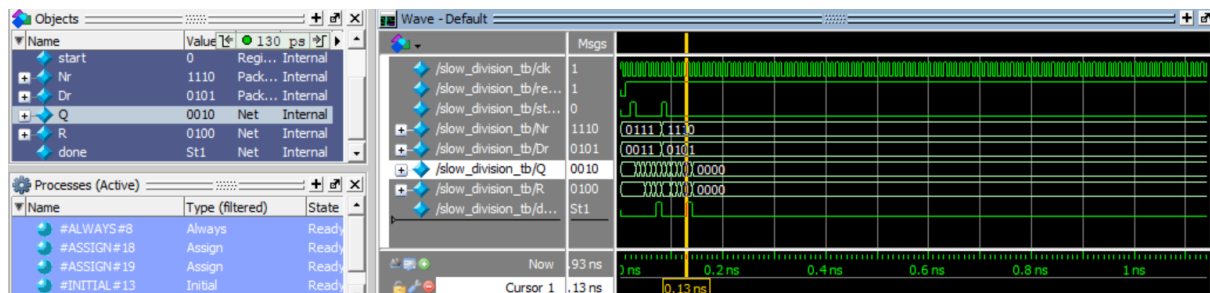 Objects
Name Value 130 ps
start 0 Regi... Internal
Nr 1110 Pack... Internal
Dr 0101 Pack... Internal
Q 0010 Net Internal
R 0100 Net Internal
done St1 Net Internal
Processes (Active)
Name Type (filtered) State
#ALWAYS#8 Always Ready
#ASSIGN#18 Assign Ready
#ASSIGN#19 Assign Ready
#INITIAL#13 Initial Ready
Wave - Default
Msgs
/slow_division_tb/clk 1
/slow_division_tb/re... 1
/slow_division_tb/st... 0
/slow_division_tb/Nr 1110 0111 1110
/slow_division_tb/Dr 0101 0011 0101
/slow_division_tb/Q 0010 0000
/slow_division_tb/R 0100 0000
/slow_division_tb/d... St1
Now .93 ns ns 0.2 ns 0.4 ns 0.6 ns 0.8 ns 1 ns
Cursor 1 .13 ns 0.13 ns